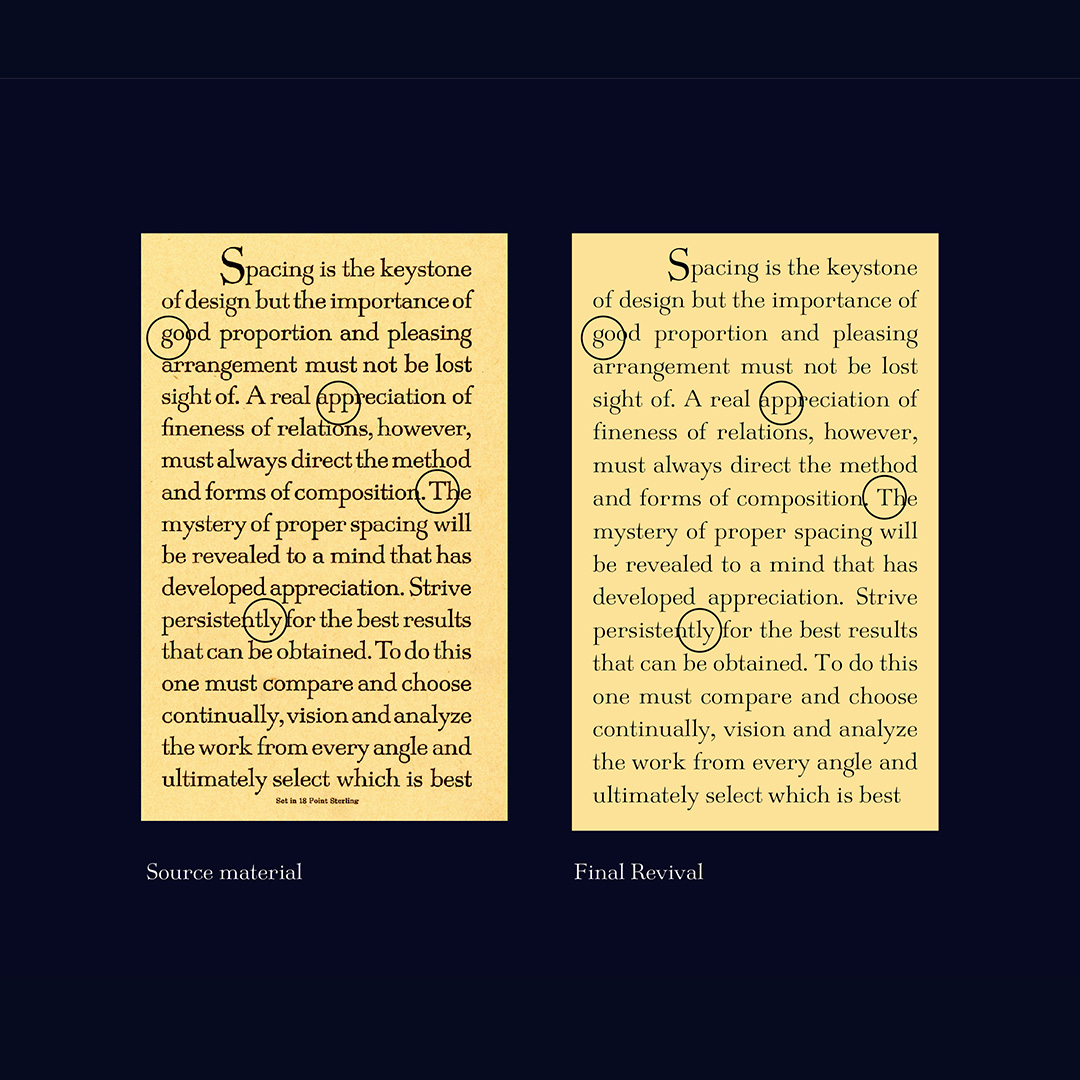 Spacing is the keystone
of design but the importance of
good proportion and pleasing
arrangement must not be lost
sight of. A real appreciation of
fineness of relations, however,
must always direct the method
and forms of composition. The
mystery of proper spacing will
be revealed to a mind that has
developed appreciation. Strive
persistently for the best results
that can be obtained. To do this
one must compare and choose
continually, vision and analyze
the work from every angle and
ultimately select which is best
Set in 18 Point Sterling
Source material
Spacing is the keystone
of design but the importance of
good proportion and pleasing
arrangement must not be lost
sight of. A real appreciation of
fineness of relations, however,
must always direct the method
and forms of composition. The
mystery of proper spacing will
be revealed to a mind that has
developed appreciation. Strive
persistently for the best results
that can be obtained. To do this
one must compare and choose
continually, vision and analyze
the work from every angle and
ultimately select which is best
Final Revival